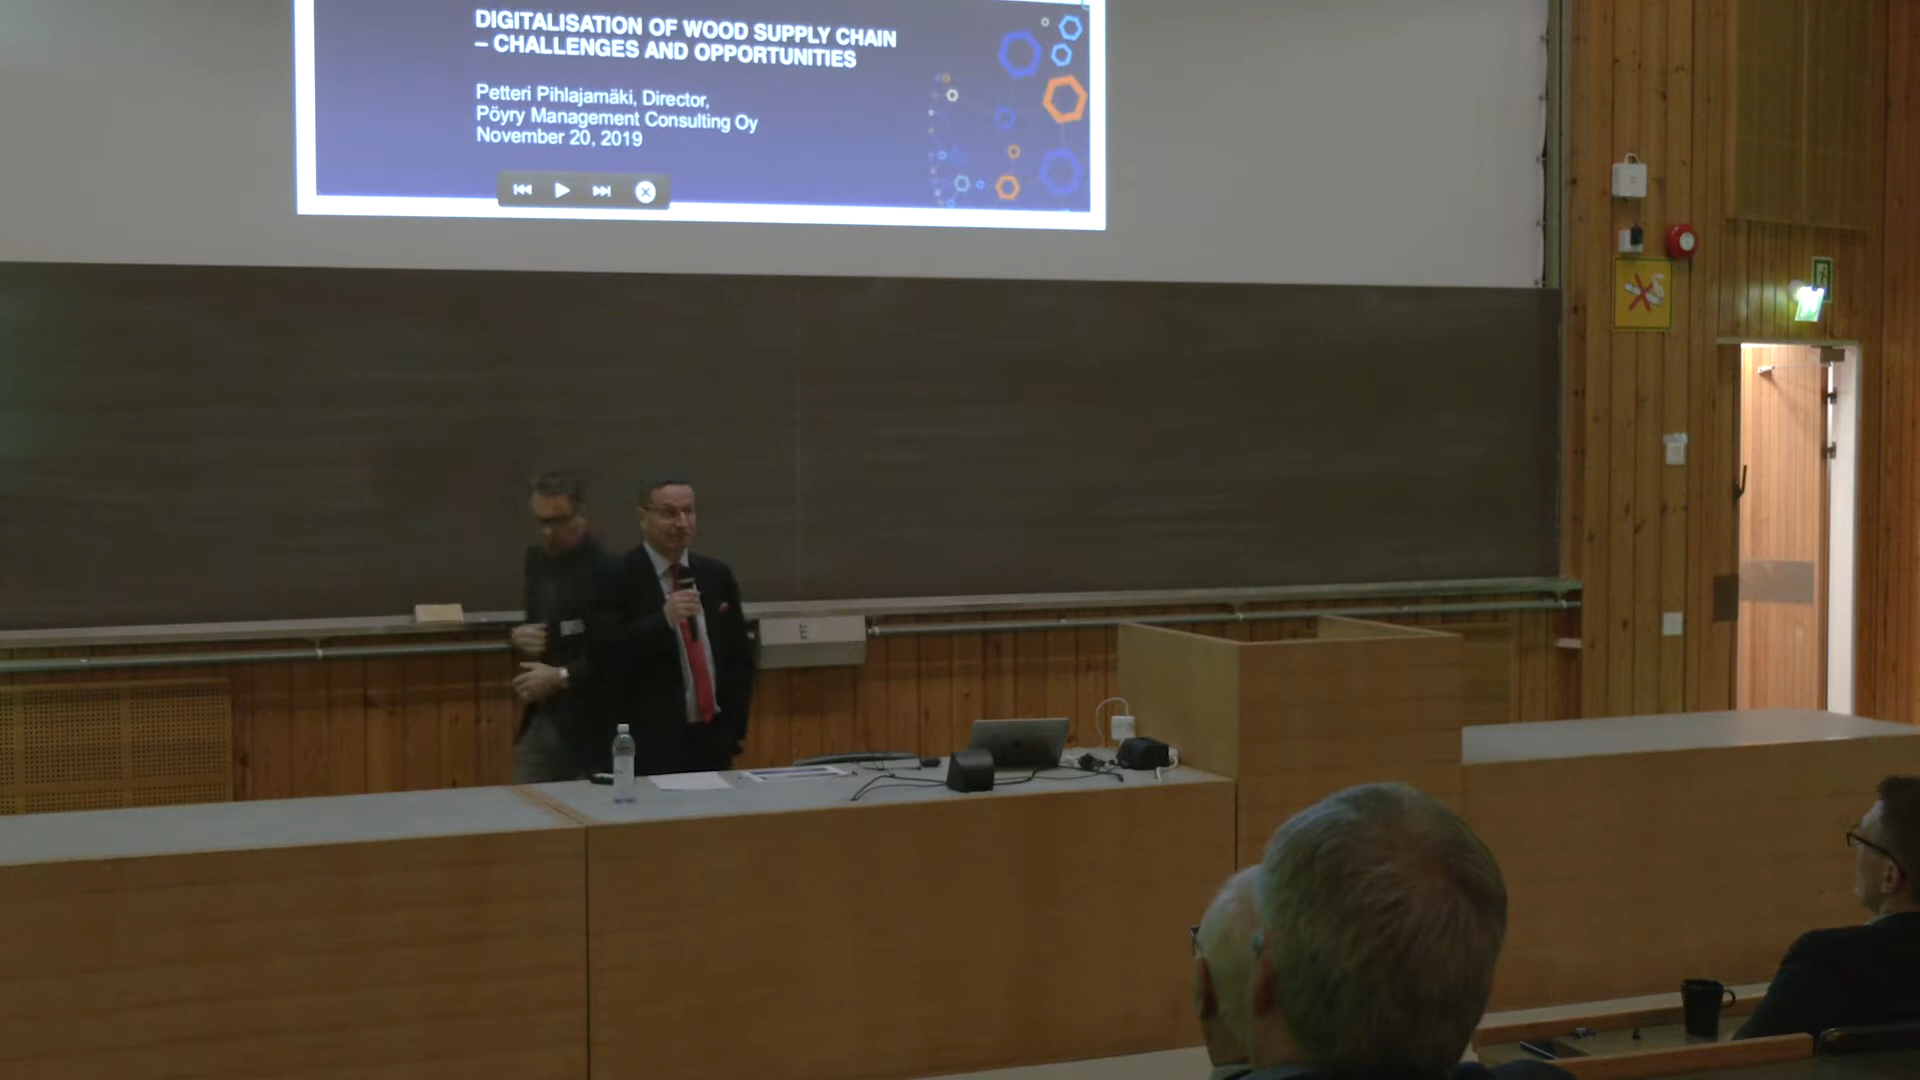 DIGITALISATION OF WOOD SUPPLY CHAIN
– CHALLENGES AND OPPORTUNITIES
Petteri Pihlajamäki, Director,
Pöyry Management Consulting Oy
November 20, 2019